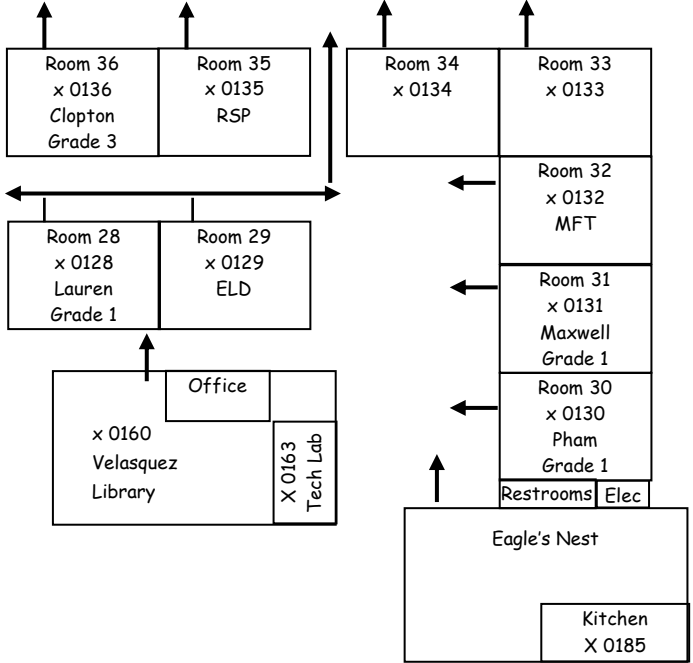 Room 36
x 0136
Clopton
Grade 3
Room 35
x 0135
RSP
Room 34
x 0134
Room 33
x 0133
Room 32
x 0132
MFT
Room 28
x 0128
Lauren
Grade 1
Room 29
x 0129
ELD
Room 31
x 0131
Maxwell
Grade 1
Office
x 0160
Velasquez
Library
X 0163
Tech Lab
Room 30
x 0130
Pham
Grade 1
Restrooms
Elec
Eagle's Nest
Kitchen
X 0185